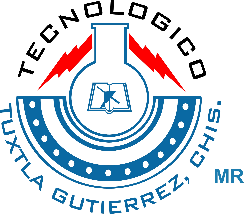 TECNOLOGICO
TUXTLA GUTIERREZ, CHIS.
MR